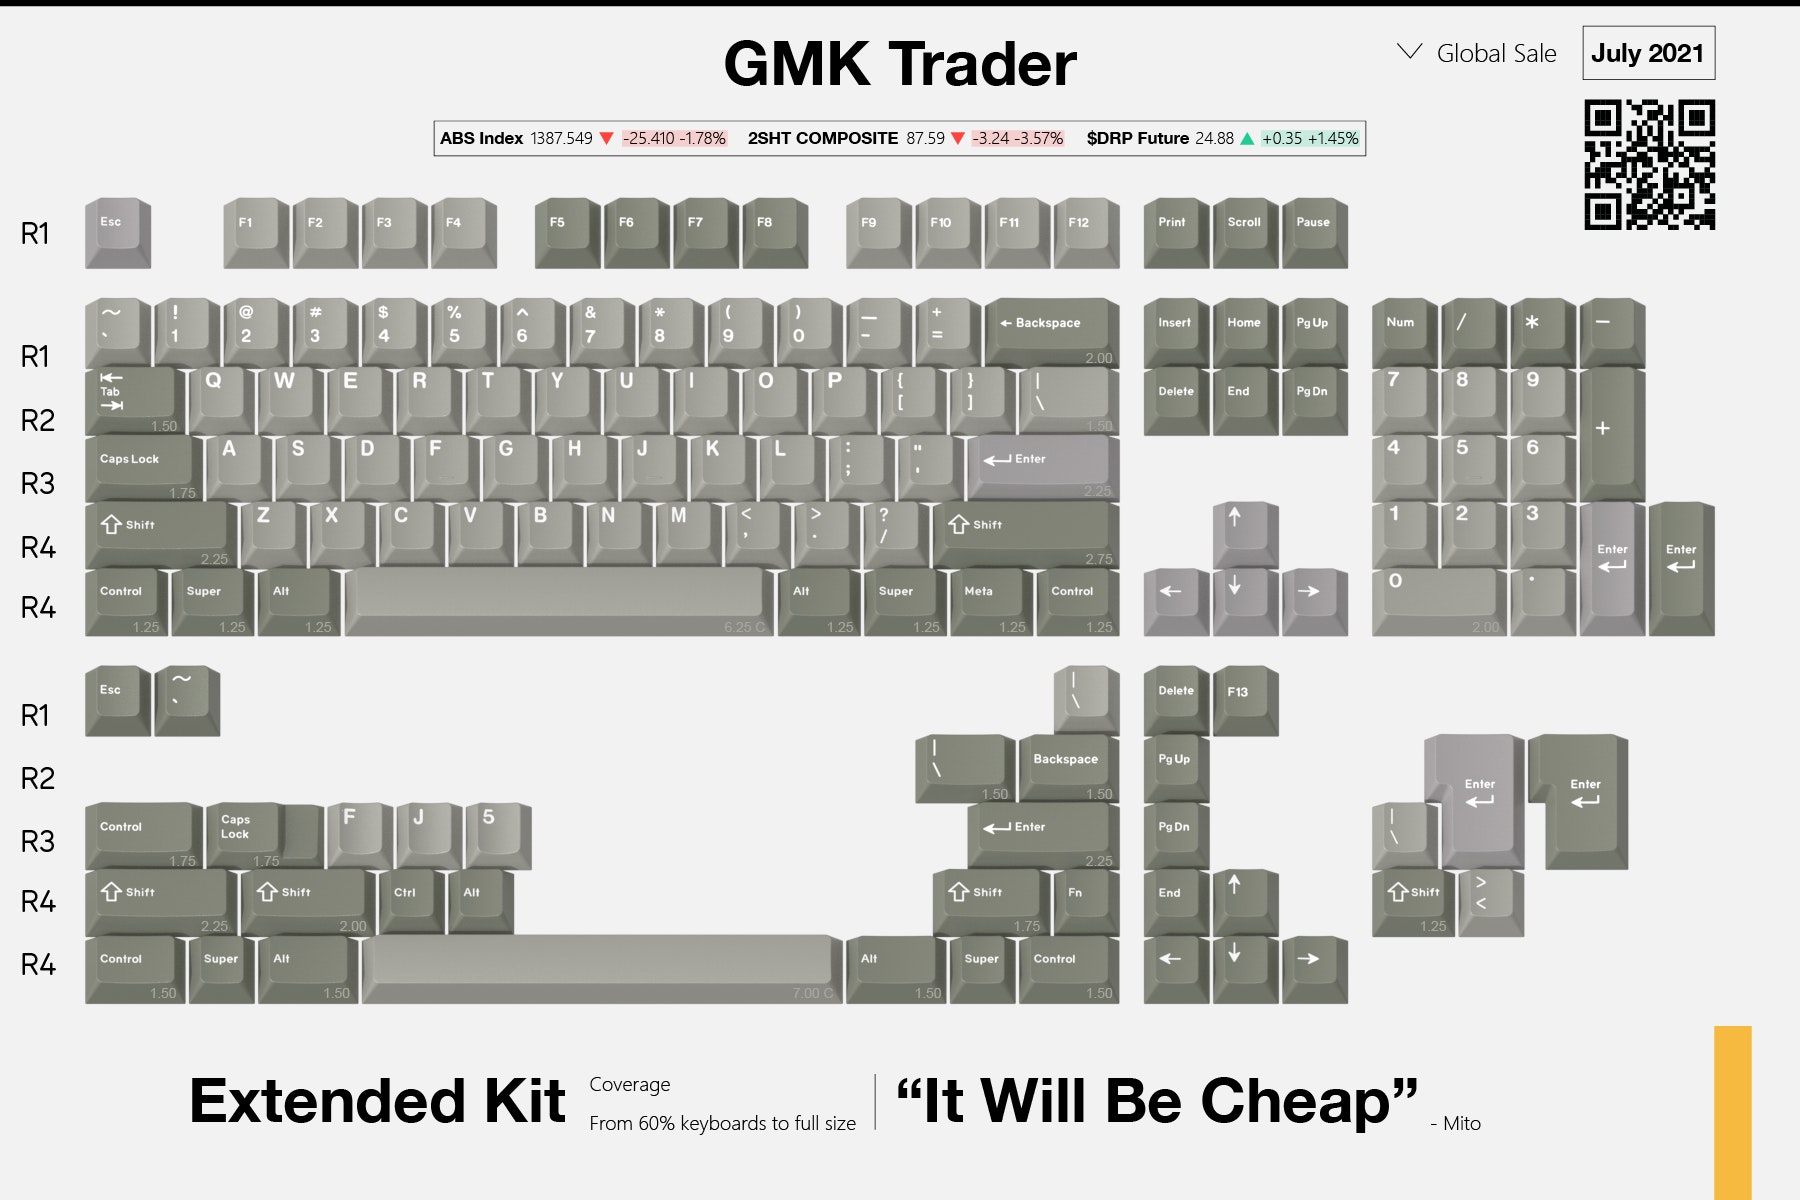 GMK Trader
Global Sale
July 2021
ABS Index 1387.549 ▼ -25.410 -1.78% 2SHT COMPOSITE 87.59 ▼ -3.24 -3.57% $DRP Future 24.88 ▲ +0.35 +1.45%
R1 Esc F1 F2 F3 F4 F5 F6 F7 F8 F9 F10 F11 F12 Print Scroll Pause
~ ! @ # $ % ^ & * ( ) — +
R1 ` 1 2 3 4 5 6 7 8 9 0 - = ← Backspace 2.00 Insert Home PgUp Num / * −
R2 Tab 1.50 Q W E R T Y U I O P { [ } ] | \ 1.50 Delete End PgDn 7 8 9 +
R3 Caps Lock 1.75 A S D F G H J K L : ; " ' Enter 2.25 4 5 6
R4 Shift 2.25 Z X C V B N M < , > . ? / Shift 2.75 ↑ 1 2 3 Enter Enter
R4 Control 1.25 Super 1.25 Alt 1.25 6.25 C Alt 1.25 Super 1.25 Meta 1.25 Control 1.25 ← ↓ → 0 2.00 .
R1 Esc ~ ` | \ Delete F13
R2 | \ 1.50 Backspace 1.50 PgUp Enter Enter
R3 Control 1.75 Caps Lock 1.75 F J 5 Enter 2.25 PgDn | \
R4 Shift 2.25 Shift 2.00 Ctrl Alt Shift 1.75 Fn End ↑ Shift 1.25 > <
R4 Control 1.50 Super Alt 1.50 7.00 C Alt 1.50 Super Control 1.50 ← ↓ →
Extended Kit
Coverage
From 60% keyboards to full size
“It Will Be Cheap”
- Mito